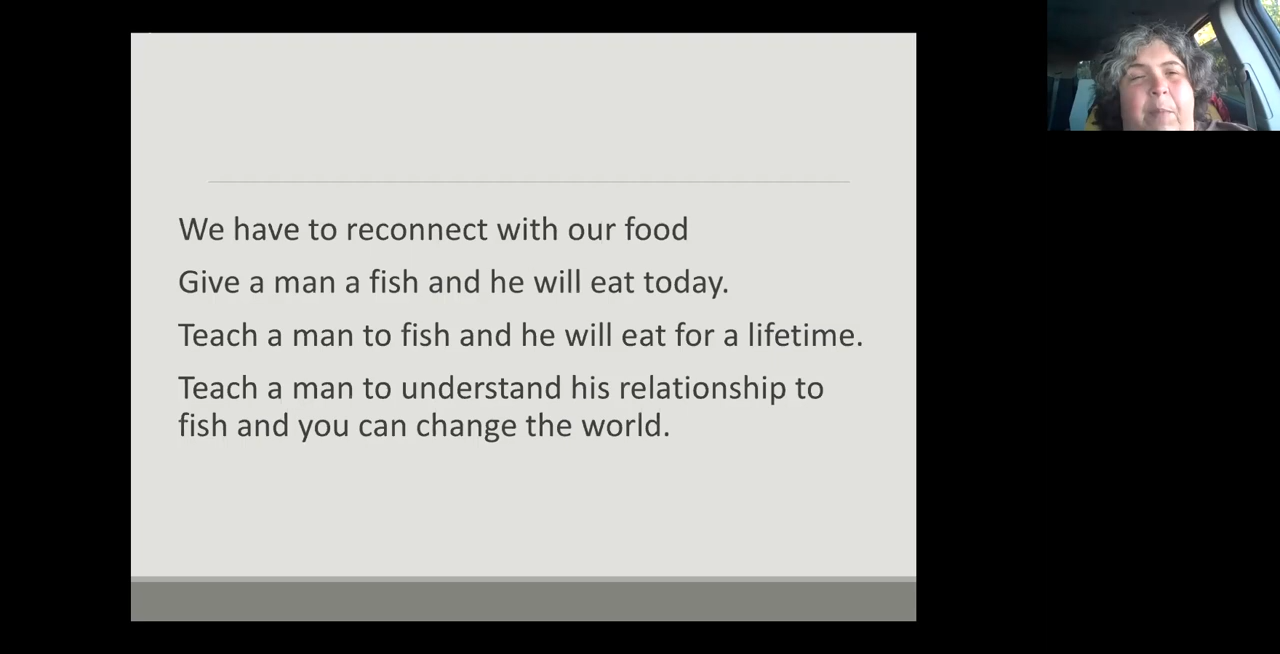 We have to reconnect with our food
Give a man a fish and he will eat today.
Teach a man to fish and he will eat for a lifetime.
Teach a man to understand his relationship to
fish and you can change the world.